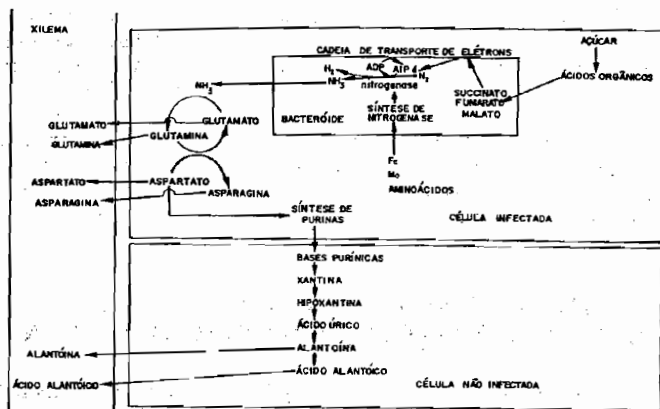 XILEMA
AÇÚCAR
CADEIA DE TRANSPORTE DE ELÉTRONS
ADP ATP
H₂ N₂
NH₃ NH₃ nitrogenase
ÁCIDOS ORGÂNICOS
SUCCINATO
FUMARATO
MALATO
SÍNTESE DE
NITROGENASE
BACTERÓIDE
GLUTAMATO GLUTAMATO
GLUTAMINA GLUTAMINA
Fe
Mo
AMINOÁCIDOS
ASPARTATO ASPARTATO
ASPARAGINA ASPARAGINA
SÍNTESE DE
PURINAS
CÉLULA INFECTADA
BASES PURÍNICAS
XANTINA
HIPOXANTINA
ÁCIDO ÚRICO
ALANTOÍNA ALANTOÍNA
ÁCIDO ALANTÓICO ÁCIDO ALANTÓICO
CÉLULA NÃO INFECTADA